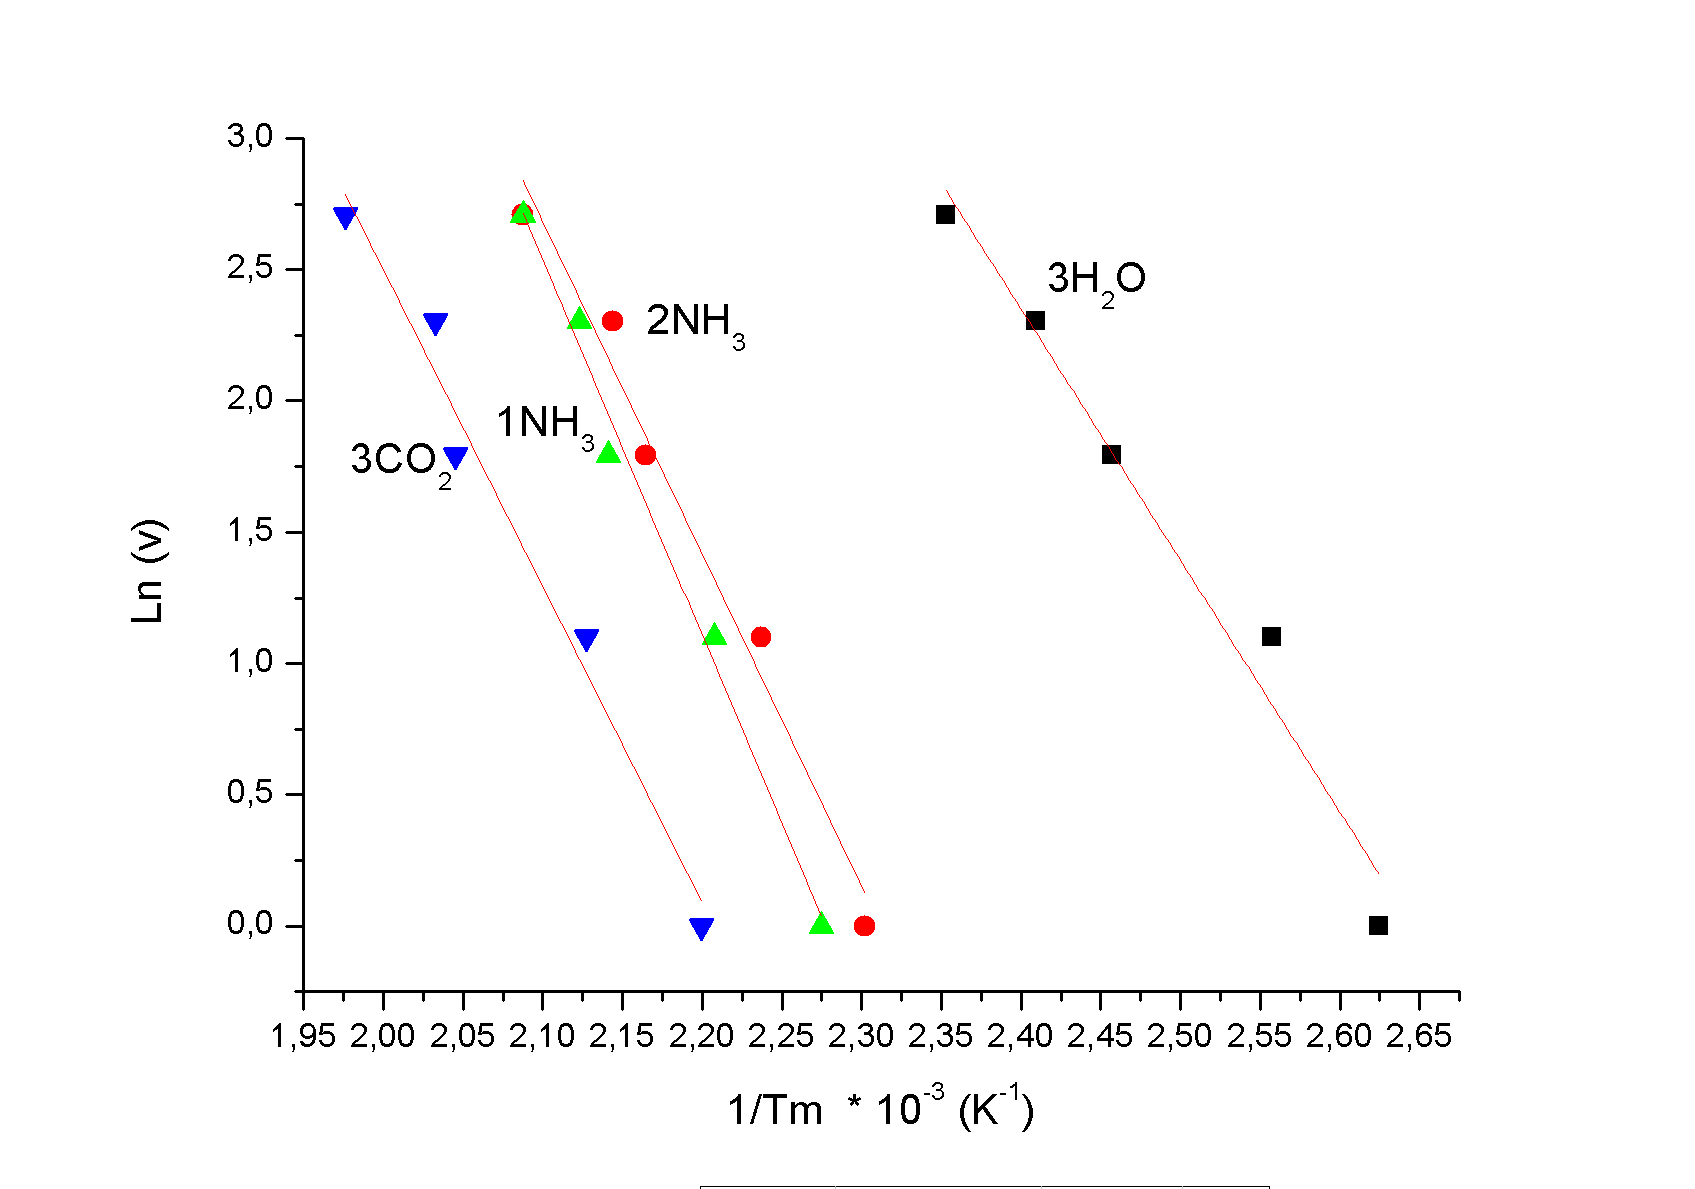 3,0
2,5
2,0
1,5
1,0
0,5
0,0
Ln (v)
3H₂O
2NH₃
1NH₃
3CO₂
1,95 2,00 2,05 2,10 2,15 2,20 2,25 2,30 2,35 2,40 2,45 2,50 2,55 2,60 2,65
1/Tm * 10⁻³ (K⁻¹)